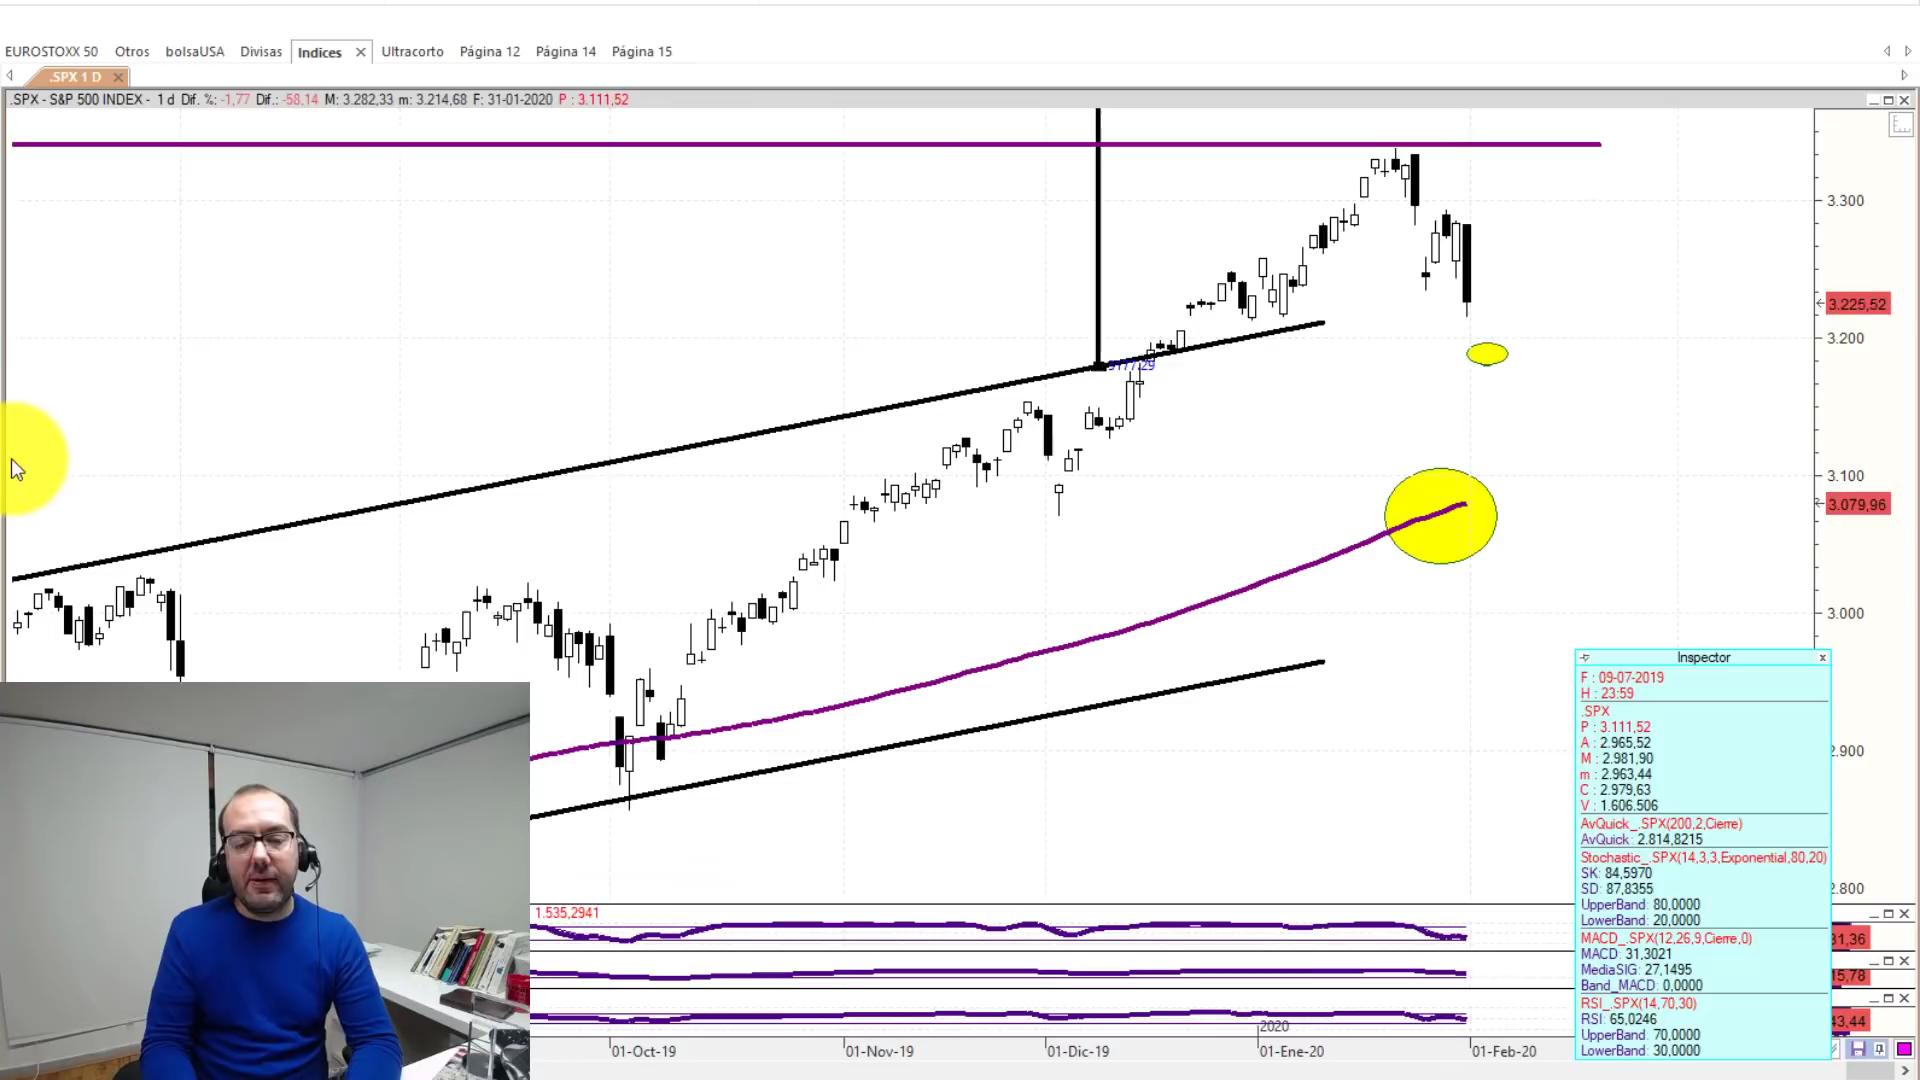 EUROSTOXX 50 Otros bolsaUSA Divisas Indices Ultracorto Página 12 Página 14 Página 15
.SPX 1 D
.SPX - S&P 500 INDEX - 1 d Dif. %: -1,77 Dif.: -58,14 M: 3.282,33 m: 3.214,68 F: 31-01-2020 P : 3.111,52
3.300
3.225,52
3.200
3177,29
3.100
3.079,96
3.000
2.900
2.800
Inspector
F : 09-07-2019
H : 23:59
.SPX
P : 3.111,52
A : 2.965,52
M : 2.981,90
m : 2.963,44
C : 2.979,63
V : 1.606.506
AvQuick_.SPX(200,2,Cierre)
AvQuick: 2.814,8215
Stochastic_.SPX(14,3,3,Exponential,80,20)
SK: 84,5970
SD: 87,8355
UpperBand: 80,0000
LowerBand: 20,0000
MACD_.SPX(12,26,9,Cierre,0)
MACD: 31,3021
MediaSIG: 27,1495
Band_MACD: 0,0000
RSI_.SPX(14,70,30)
RSI: 65,0246
UpperBand: 70,0000
LowerBand: 30,0000
1.535,2941
31,36
15,78
43,44
2020
01-Oct-19 01-Nov-19 01-Dic-19 01-Ene-20 01-Feb-20